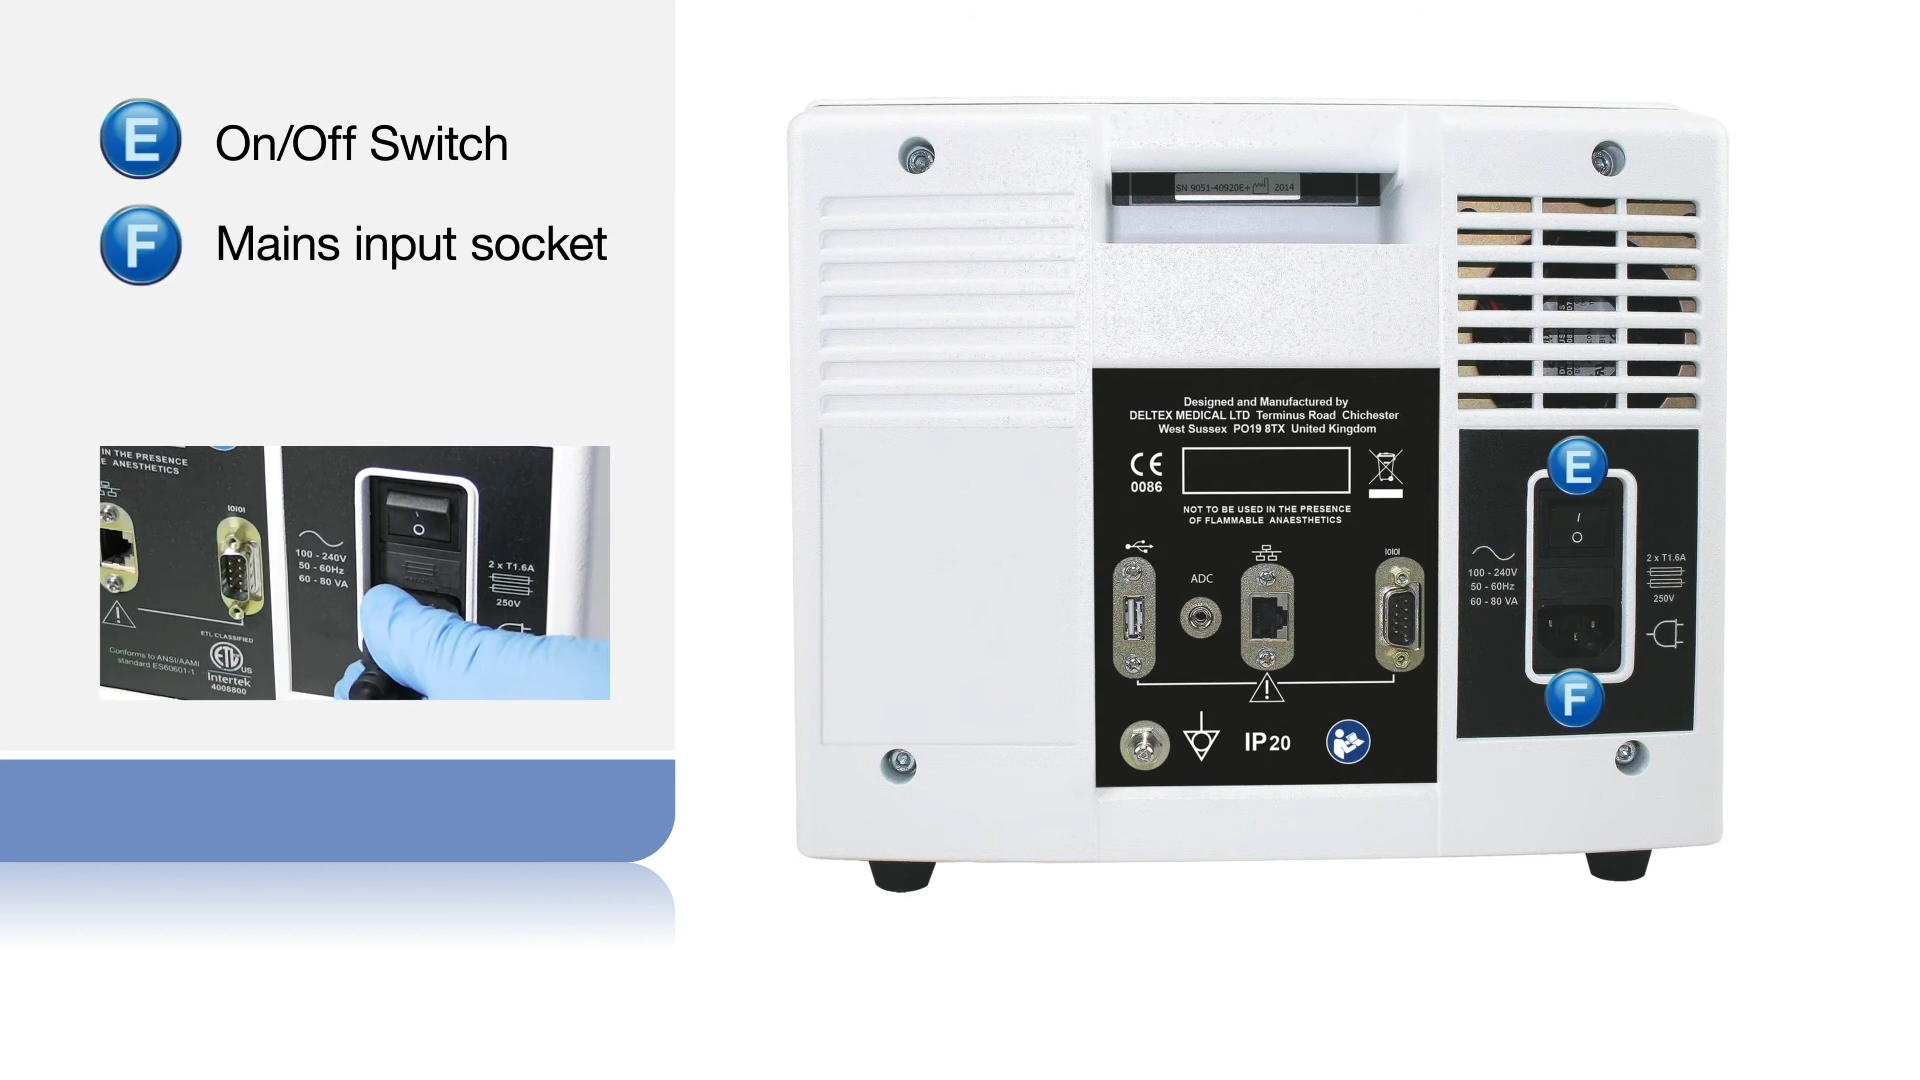 E On/Off Switch
F Mains input socket
IN THE PRESENCE
E ANESTHETICS
IOIOI
100 - 240V
50 - 60Hz
60 - 80 VA
2 x T1.6A
250V
ETL CLASSIFIED
Conforms to ANSI/AAMI
standard ES60601-1
US
Intertek
4008800
SN 9051-40920E+ 2014
Designed and Manufactured by
DELTEX MEDICAL LTD Terminus Road Chichester
West Sussex PO19 8TX United Kingdom
CE
0086
NOT TO BE USED IN THE PRESENCE
OF FLAMMABLE ANAESTHETICS
ADC
IOIOI
IP20
E
100 - 240V
50 - 60Hz
60 - 80 VA
2 x T1.6A
250V
F